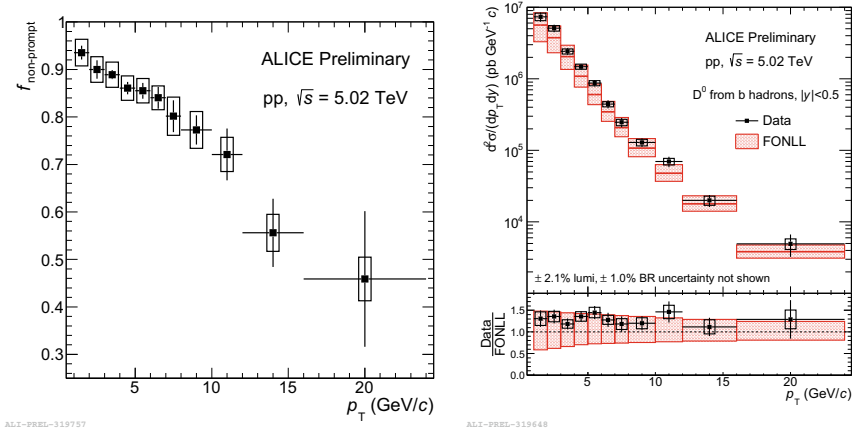 f non-prompt
1
0.9
0.8
0.7
0.6
0.5
0.4
0.3
ALICE Preliminary
pp, √s = 5.02 TeV
5
10
15
20
p_T (GeV/c)
ALI-PREL-319757
d²σ/(dp_T dy) (pb GeV⁻¹ c)
10⁷
10⁶
10⁵
10⁴
ALICE Preliminary
pp, √s = 5.02 TeV
D⁰ from b hadrons, |y|<0.5
Data
FONLL
± 2.1% lumi, ± 1.0% BR uncertainty not shown
Data
FONLL
1.5
1.0
0.5
0.0
5
10
15
20
p_T (GeV/c)
ALI-PREL-319648